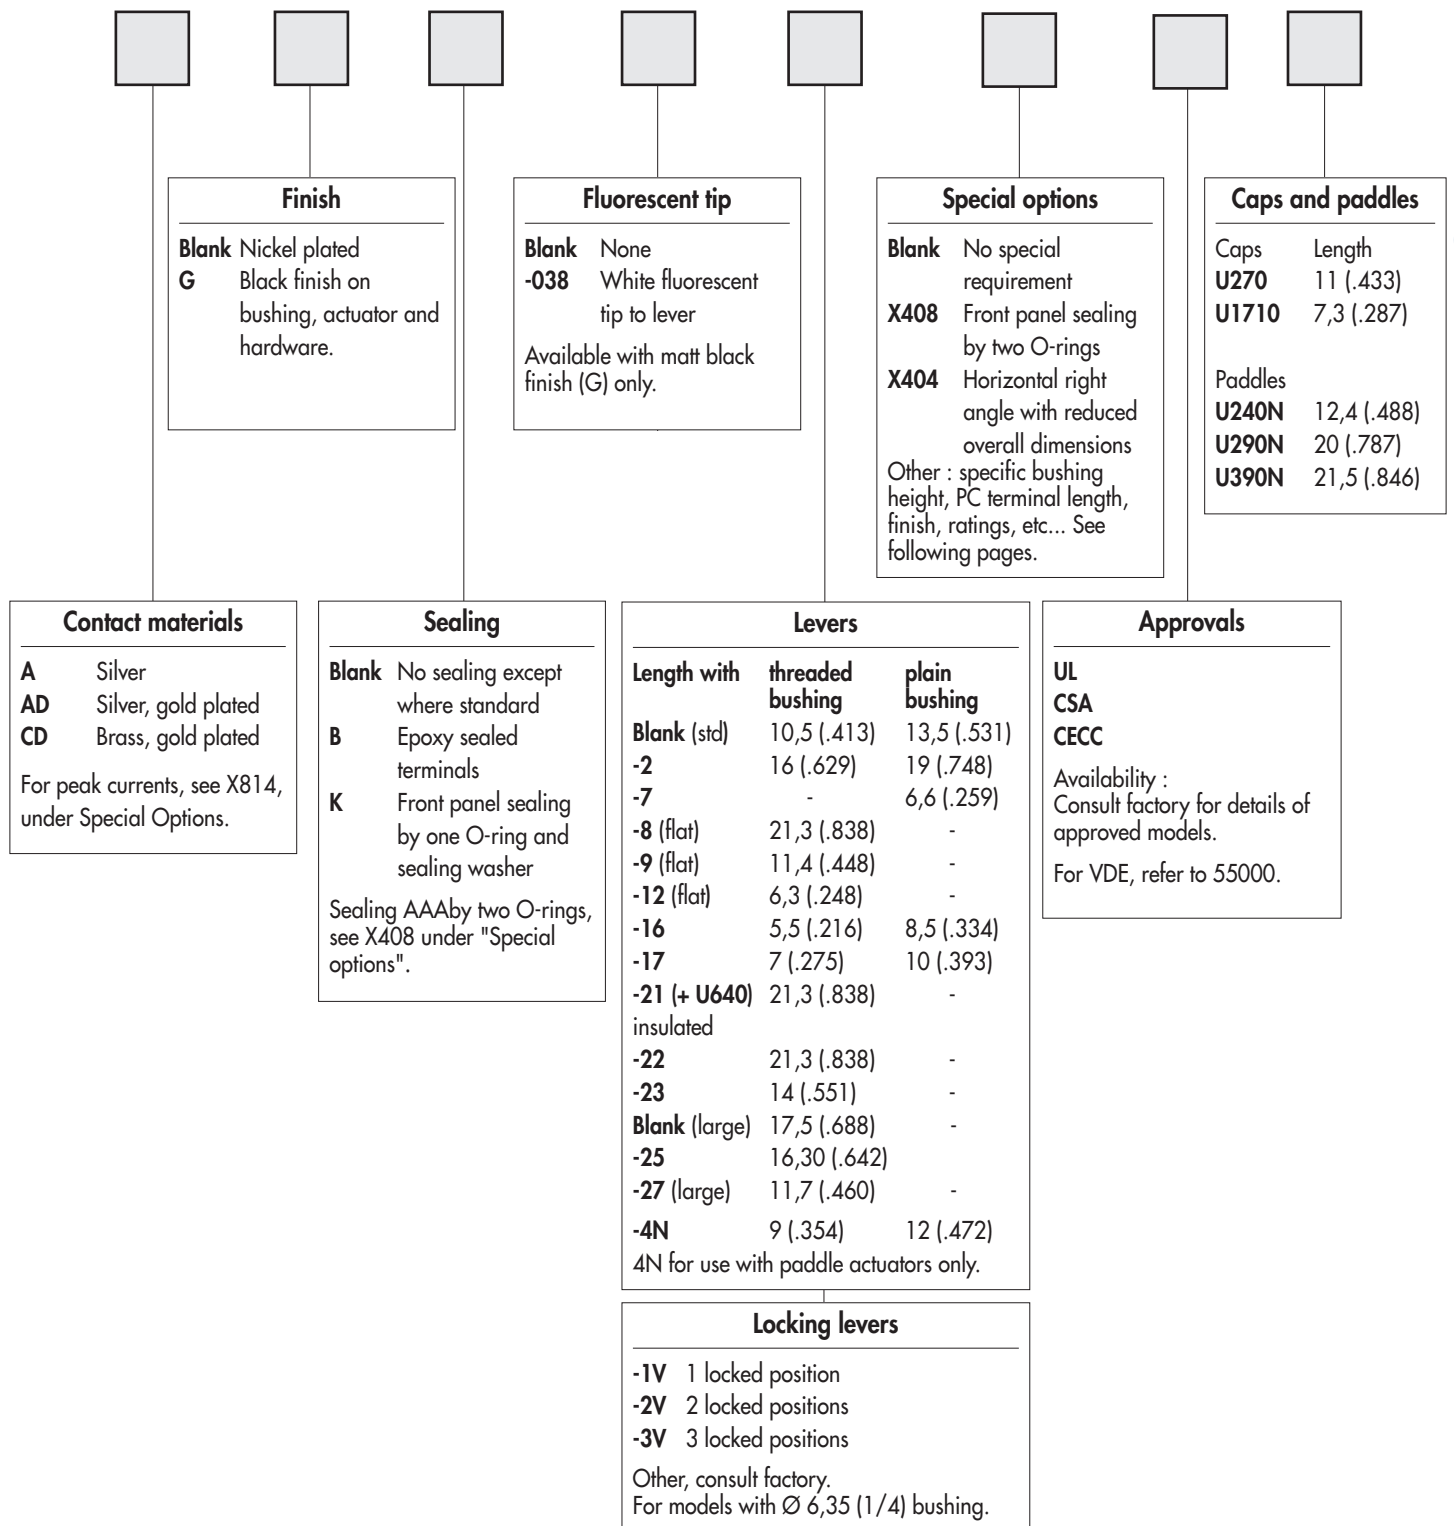 Finish
Blank Nickel plated
G Black finish on
bushing, actuator and
hardware.
Fluorescent tip
Blank None
-038 White fluorescent
tip to lever
Available with matt black
finish (G) only.
Special options
Blank No special
requirement
X408 Front panel sealing
by two O-rings
X404 Horizontal right
angle with reduced
overall dimensions
Other : specific bushing
height, PC terminal length,
finish, ratings, etc... See
following pages.
Caps and paddles
Caps Length
U270 11 (.433)
U1710 7,3 (.287)
Paddles
U240N 12,4 (.488)
U290N 20 (.787)
U390N 21,5 (.846)
Contact materials
A Silver
AD Silver, gold plated
CD Brass, gold plated
For peak currents, see X814,
under Special Options.
Sealing
Blank No sealing except
where standard
B Epoxy sealed
terminals
K Front panel sealing
by one O-ring and
sealing washer
Sealing AAAby two O-rings,
see X408 under "Special
options".
Levers
Length with threaded plain
bushing bushing
Blank (std) 10,5 (.413) 13,5 (.531)
-2 16 (.629) 19 (.748)
-7 - 6,6 (.259)
-8 (flat) 21,3 (.838) -
-9 (flat) 11,4 (.448) -
-12 (flat) 6,3 (.248) -
-16 5,5 (.216) 8,5 (.334)
-17 7 (.275) 10 (.393)
-21 (+ U640) 21,3 (.838) -
insulated
-22 21,3 (.838) -
-23 14 (.551) -
Blank (large) 17,5 (.688) -
-25 16,30 (.642)
-27 (large) 11,7 (.460) -
-4N 9 (.354) 12 (.472)
4N for use with paddle actuators only.
Locking levers
-1V 1 locked position
-2V 2 locked positions
-3V 3 locked positions
Other, consult factory.
For models with Ø 6,35 (1/4) bushing.
Approvals
UL
CSA
CECC
Availability :
Consult factory for details of
approved models.
For VDE, refer to 55000.